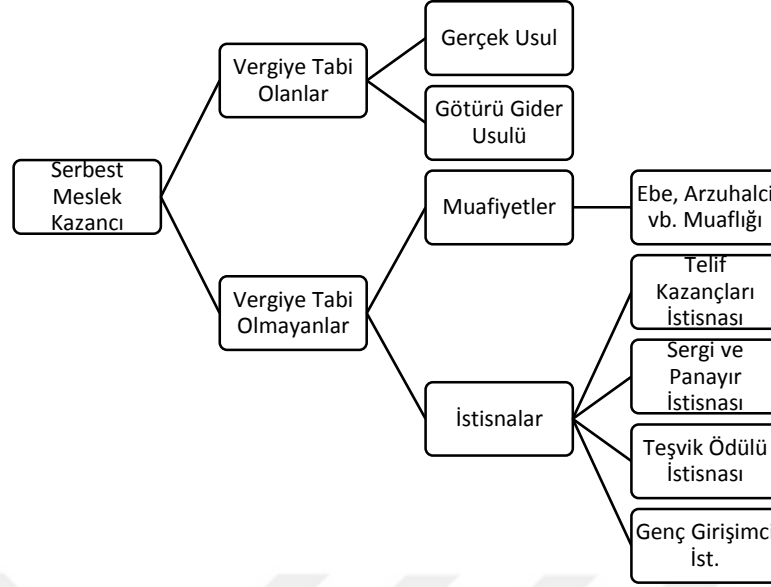 Serbest
Meslek
Kazancı
Vergiye Tabi
Olanlar
Gerçek Usul
Götürü Gider
Usulü
Vergiye Tabi
Olmayanlar
Muafiyetler
Ebe, Arzuhalci
vb. Muaflığı
İstisnalar
Telif
Kazançları
İstisnası
Sergi ve
Panayır
İstisnası
Teşvik Ödülü
İstisnası
Genç Girişimci
İst.